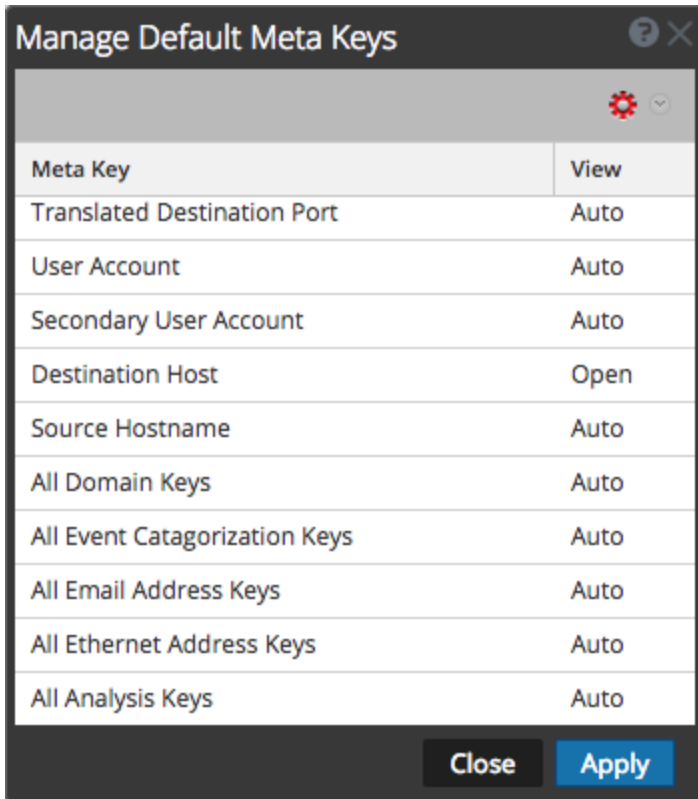 Manage Default Meta Keys
Meta Key View
Translated Destination Port Auto
User Account Auto
Secondary User Account Auto
Destination Host Open
Source Hostname Auto
All Domain Keys Auto
All Event Catagorization Keys Auto
All Email Address Keys Auto
All Ethernet Address Keys Auto
All Analysis Keys Auto
Close Apply